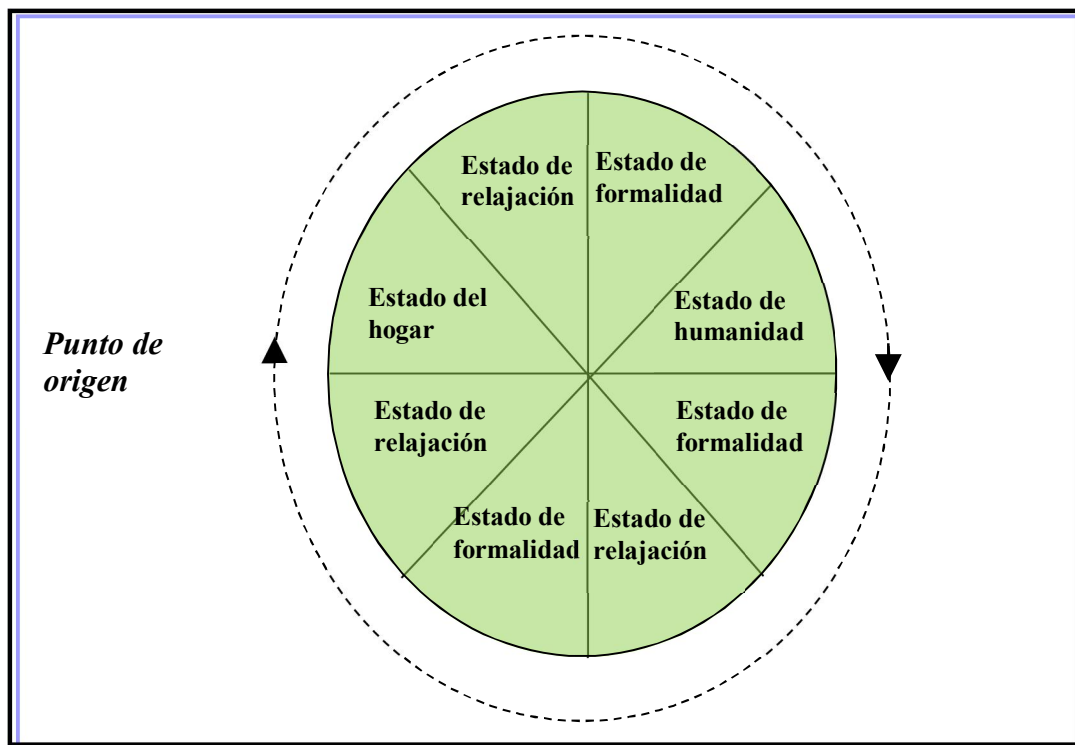 Estado de
relajación
Estado de
formalidad
Estado del
hogar
Estado de
humanidad
Punto de
origen
Estado de
relajación
Estado de
formalidad
Estado de
formalidad
Estado de
relajación